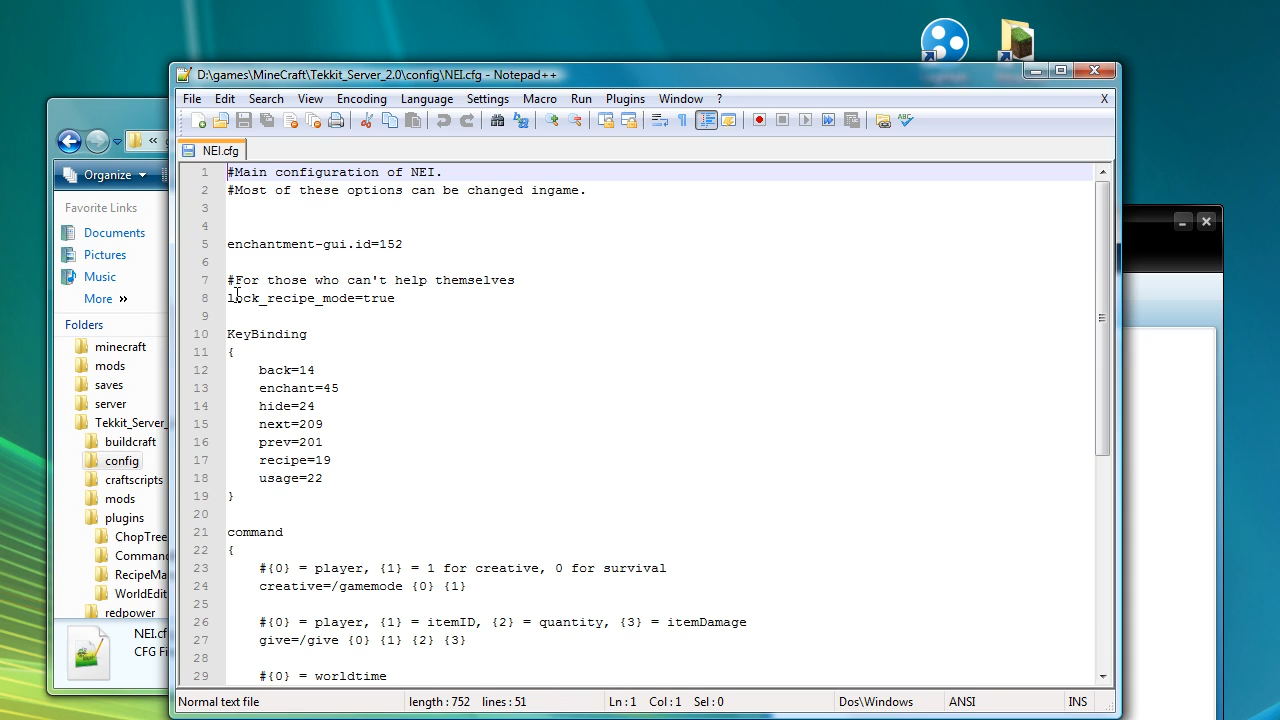 D:\games\MineCraft\Tekkit_Server_2.0\config\NEI.cfg - Notepad++
File Edit Search View Encoding Language Settings Macro Run Plugins Window ? X
NEI.cfg
1 #Main configuration of NEI.
2 #Most of these options can be changed ingame.
3
4
5 enchantment-gui.id=152
6
7 #For those who can't help themselves
8 lock_recipe_mode=true
9
10 KeyBinding
11 {
12 back=14
13 enchant=45
14 hide=24
15 next=209
16 prev=201
17 recipe=19
18 usage=22
19 }
20
21 command
22 {
23 #{0} = player, {1} = 1 for creative, 0 for survival
24 creative=/gamemode {0} {1}
25
26 #{0} = player, {1} = itemID, {2} = quantity, {3} = itemDamage
27 give=/give {0} {1} {2} {3}
28
29 #{0} = worldtime
Normal text file length : 752 lines : 51 Ln : 1 Col : 1 Sel : 0 Dos\Windows ANSI INS
Organize
Favorite Links
Documents
Pictures
Music
More »
Folders
minecraft
mods
saves
server
Tekkit_Server_
buildcraft
config
craftscripts
mods
plugins
ChopTree
Comman
RecipeMa
WorldEdit
redpower
NEI.cf
CFG Fi